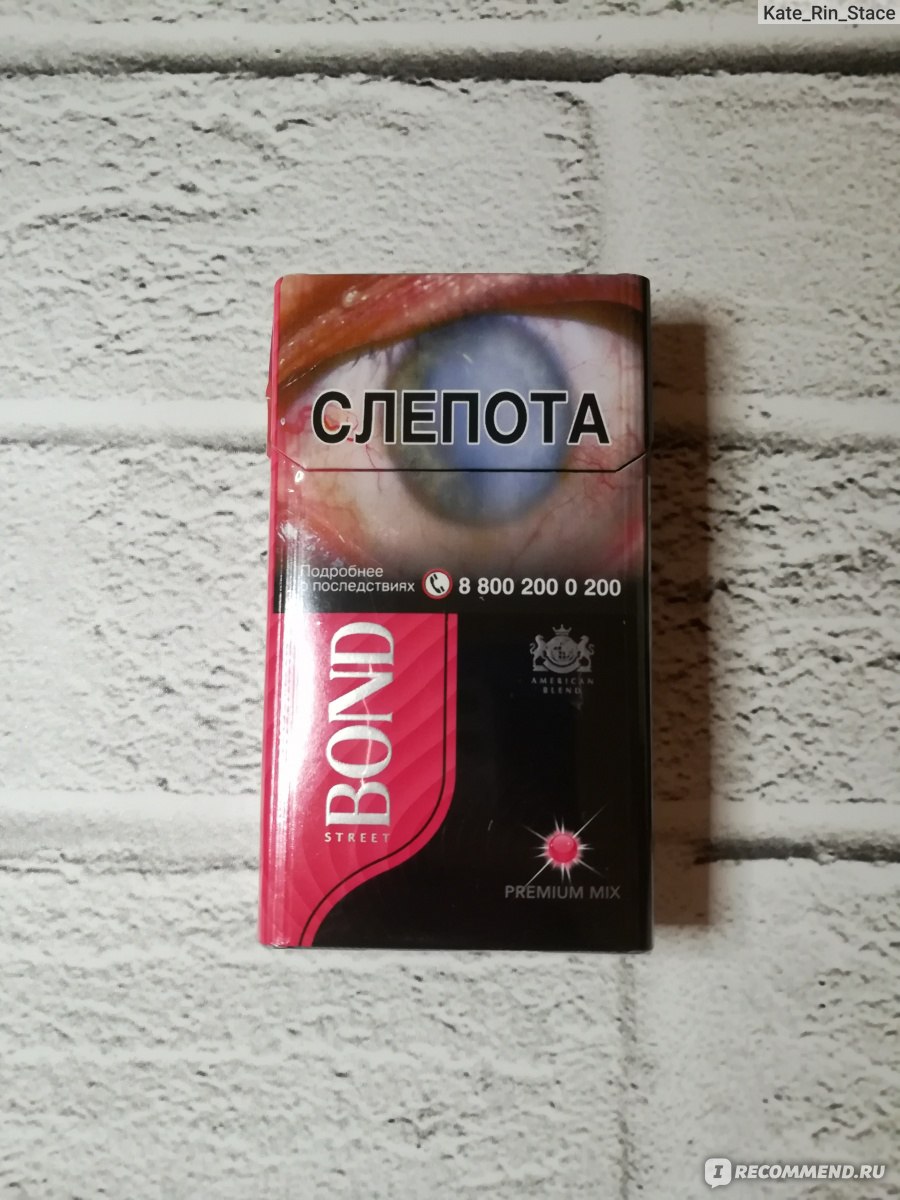 Kate_Rin_Stace
СЛЕПОТА
Подробнее
о последствиях 8 800 200 0 200
BOND
STREET
AMERICAN
BLEND
PREMIUM MIX
I RECOMMEND.RU